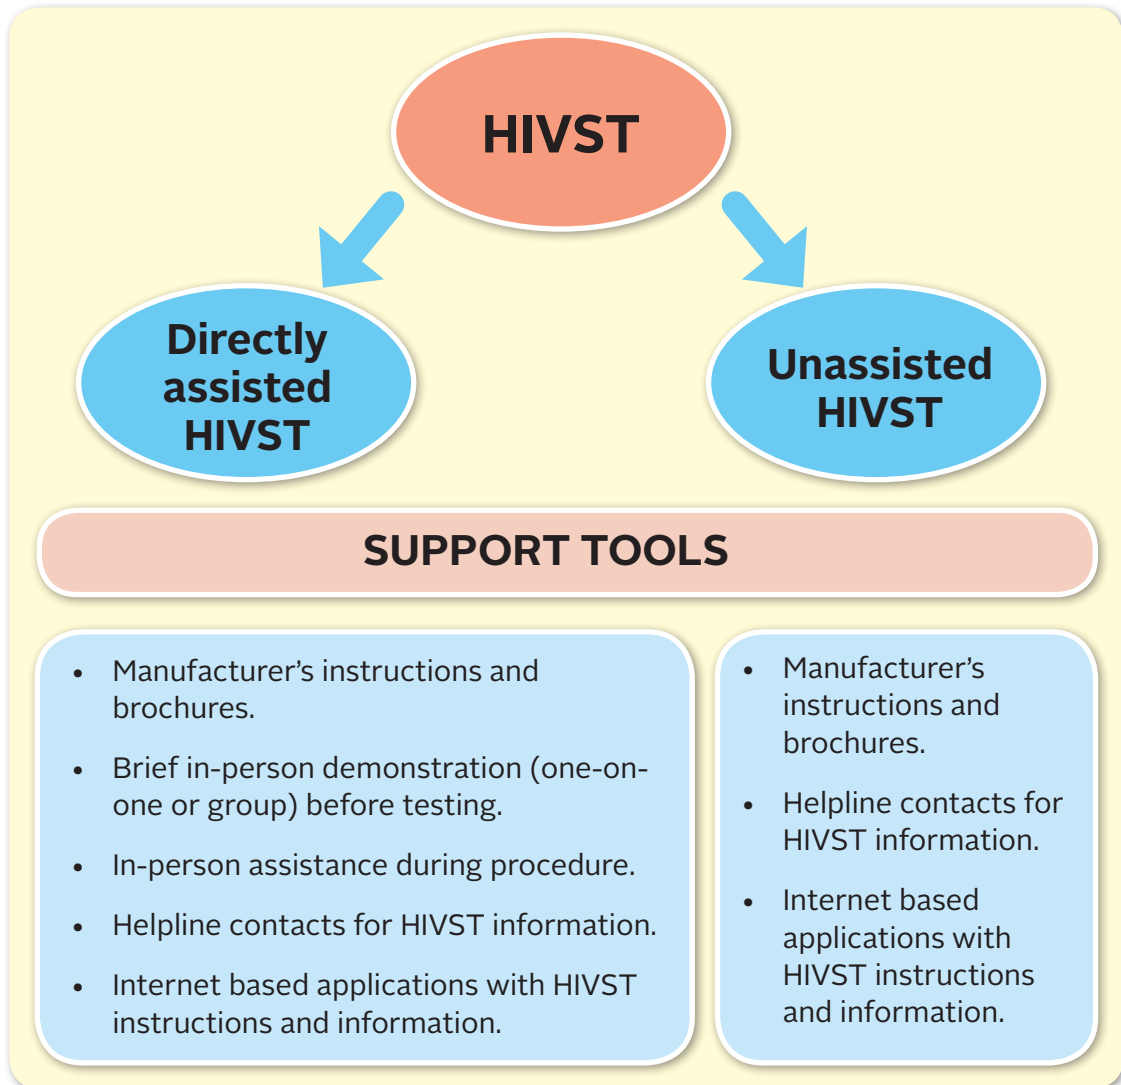 HIVST
Directly
assisted
HIVST
Unassisted
HIVST
SUPPORT TOOLS
• Manufacturer’s instructions and
brochures.
• Brief in-person demonstration (one-on-
one or group) before testing.
• In-person assistance during procedure.
• Helpline contacts for HIVST information.
• Internet based applications with HIVST
instructions and information.
• Manufacturer’s
instructions and
brochures.
• Helpline contacts for
HIVST information.
• Internet based
applications with
HIVST instructions
and information.